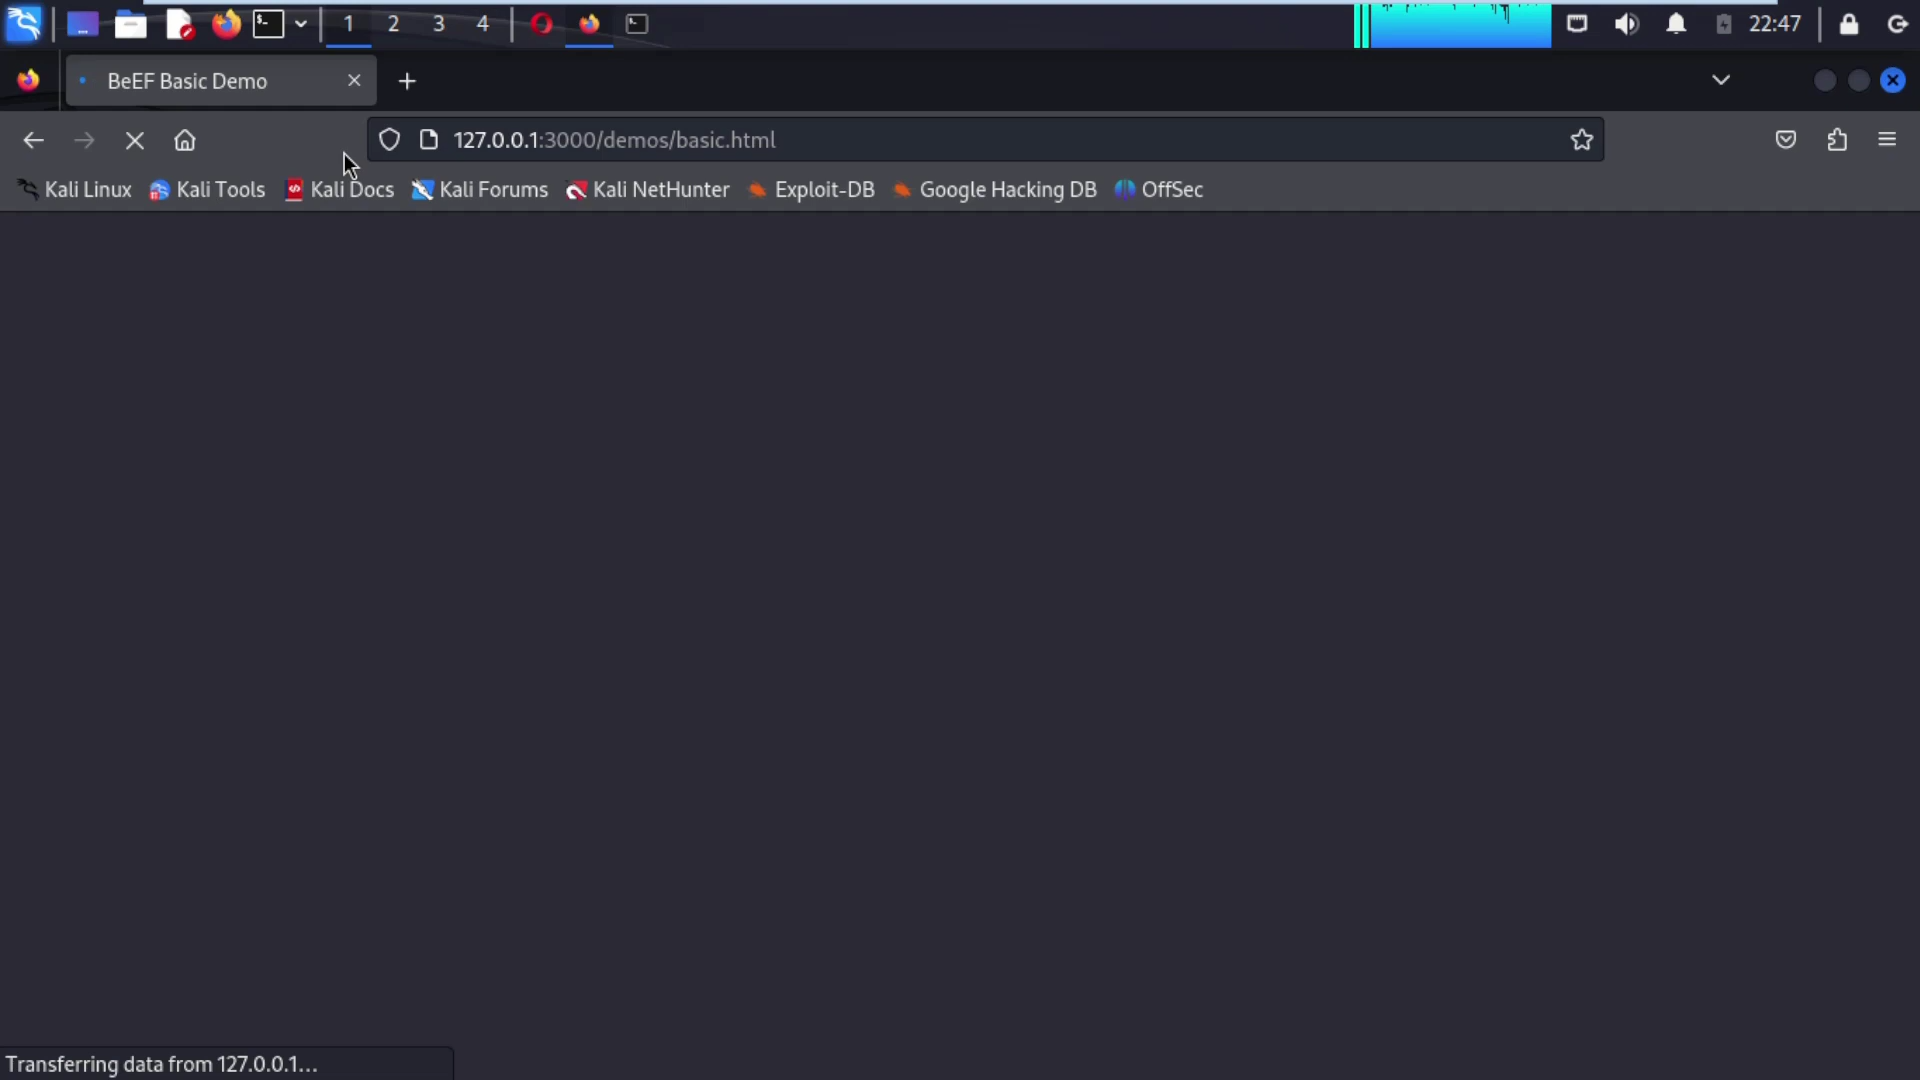 1 2 3 4 22:47
BeEF Basic Demo
127.0.0.1:3000/demos/basic.html
Kali Linux Kali Tools Kali Docs Kali Forums Kali NetHunter Exploit-DB Google Hacking DB OffSec
Transferring data from 127.0.0.1...